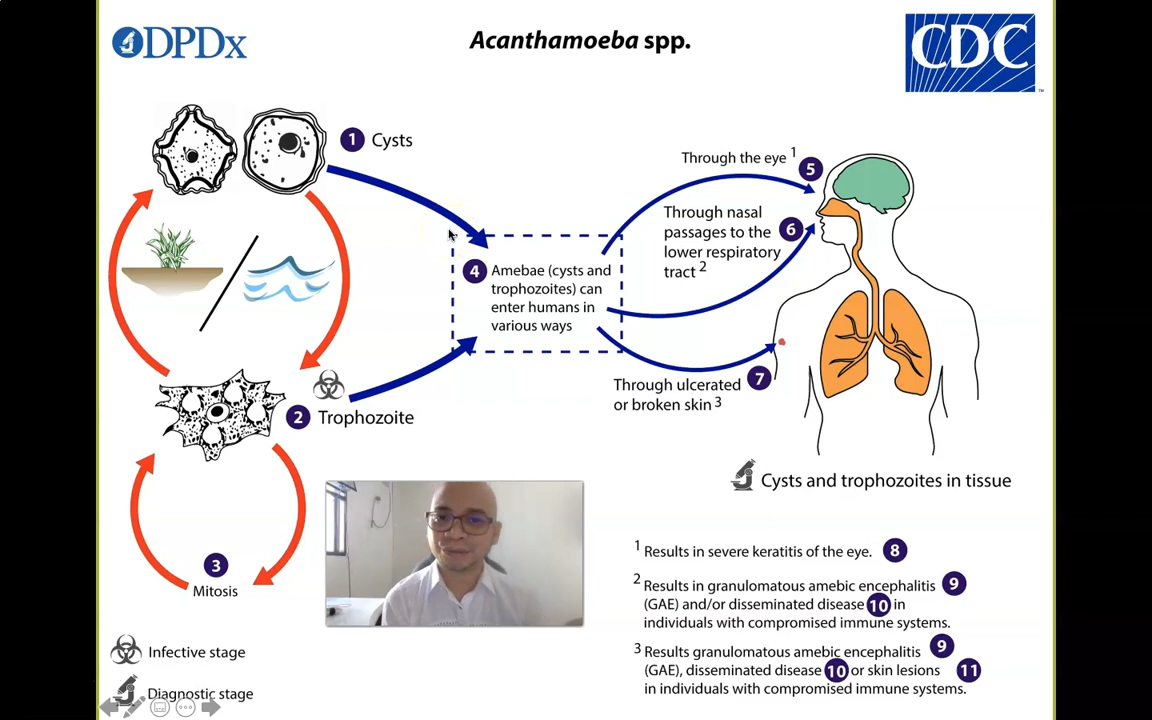 DPDx
Acanthamoeba spp.
CDC
TM
1 Cysts
Through the eye 1
5
Through nasal
passages to the
lower respiratory
tract 2
6
4 Amebae (cysts and
trophozoites) can
enter humans in
various ways
Through ulcerated
or broken skin 3
7
2 Trophozoite
3
Mitosis
Cysts and trophozoites in tissue
1 Results in severe keratitis of the eye. 8
2 Results in granulomatous amebic encephalitis 9
(GAE) and/or disseminated disease 10 in
individuals with compromised immune systems.
3 Results granulomatous amebic encephalitis 9
(GAE), disseminated disease 10 or skin lesions 11
in individuals with compromised immune systems.
Infective stage
Diagnostic stage